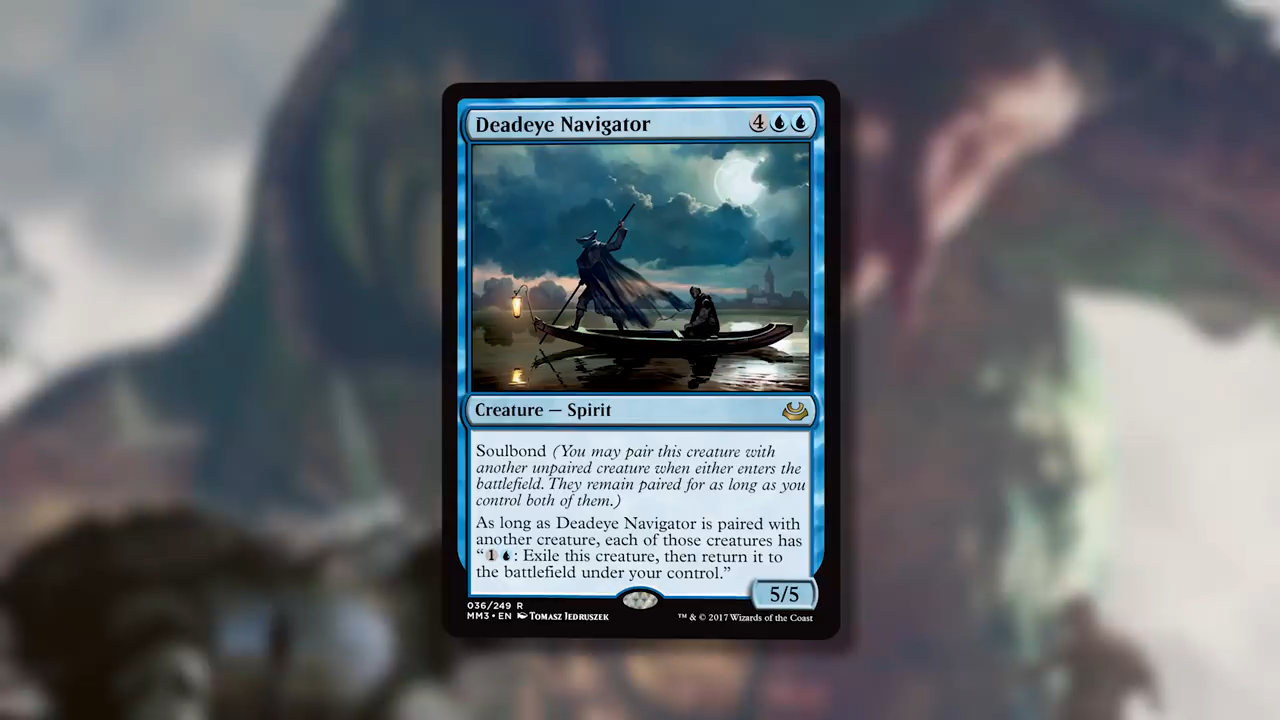 Deadeye Navigator 4
Creature — Spirit
Soulbond (You may pair this creature with
another unpaired creature when either enters the
battlefield. They remain paired for as long as you
control both of them.)
As long as Deadeye Navigator is paired with
another creature, each of those creatures has
“1 : Exile this creature, then return it to
the battlefield under your control.”
5/5
036/249 R
MM3 • EN Tomasz Jedruszek ™ & © 2017 Wizards of the Coast